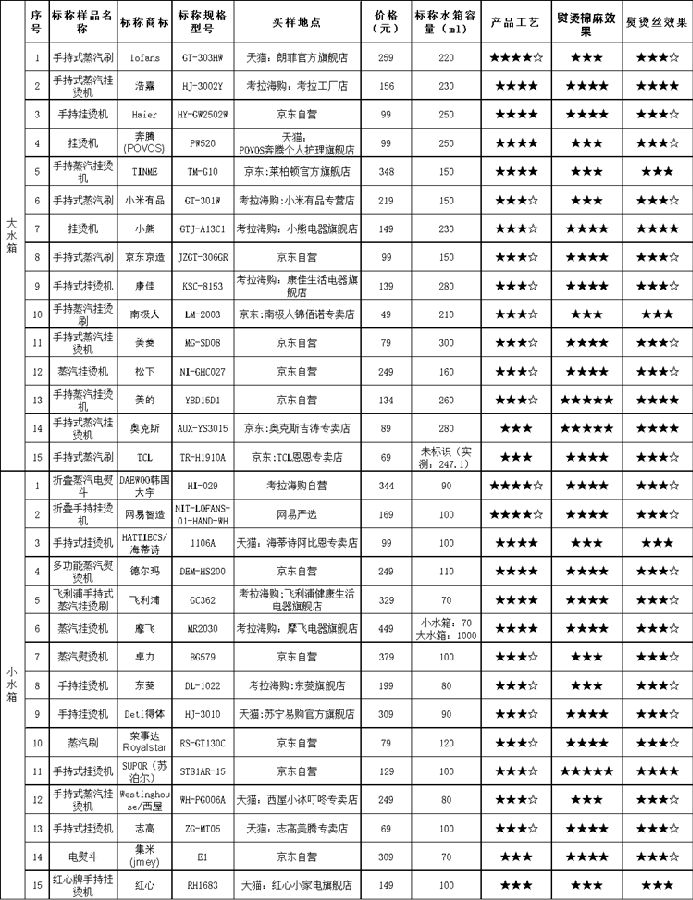 序号 标称样品名称 标称商标 标称规格型号 买样地点 价格(元) 标称水箱容量(ml) 产品工艺 熨烫棉麻效果 熨烫丝效果
大水箱
1 手持式蒸汽刷 lofans GT-303HW 天猫：朗菲官方旗舰店 259 220 ★★★★☆ ★★★ ★★★☆
2 手持式蒸汽挂烫机 浩嘉 HJ-3002Y 考拉海购：考拉工厂店 156 230 ★★★★ ★★★★ ★★★★
3 手持挂烫机 Haier HY-GW2502W 京东自营 99 250 ★★★★ ★★★★ ★★★☆
4 挂烫机 奔腾(POVOS) PW520 天猫：POVOS奔腾个人护理旗舰店 99 250 ★★★★ ★★★ ★★★☆
5 手持蒸汽挂烫机 TINME TM-G10 京东:莱柏顿官方旗舰店 348 150 ★★★★ ★★★ ★★★
6 手持式蒸汽刷 小米有品 GT-301W 考拉海购:小米有品专营店 219 150 ★★★☆ ★★★ ★★★☆
7 挂烫机 小熊 GTJ-A13C1 考拉海购：小熊电器旗舰店 149 230 ★★★☆ ★★★★ ★★★★
8 手持式蒸汽刷 京东京造 JZGT-306GR 京东自营 99 150 ★★★☆ ★★★★ ★★★☆
9 手持式挂烫机 康佳 KSC-8153 考拉海购：康佳生活电器旗舰店 139 280 ★★★☆ ★★★★ ★★★☆
10 手持蒸汽挂烫刷 南极人 LM-2003 京东:南极人锦佰诺专卖店 49 210 ★★★☆ ★★★ ★★★
11 手持式蒸汽挂烫机 美菱 MG-SD08 京东自营 79 300 ★★★☆ ★★★★ ★★★☆
12 蒸汽挂烫机 松下 NI-GHC027 京东自营 249 160 ★★★☆ ★★★★ ★★★☆
13 手持蒸汽挂烫机 美的 YBD15D1 京东自营 134 260 ★★★☆ ★★★★★ ★★★★
14 手持式蒸汽挂烫机 奥克斯 AUX-YS3015 京东:奥克斯吉涛专卖店 89 280 ★★★ ★★★★★ ★★★★
15 手持式蒸汽刷 TCL TR-HJ910A 京东:TCL恩恩专卖店 69 未标识（实测：247.1） ★★★ ★★★★ ★★★☆
小水箱
1 折叠蒸汽电熨斗 DAEWOO韩国大宇 HI-029 考拉海购自营 344 90 ★★★★☆ ★★★★ ★★★☆
2 折叠手持挂烫机 网易智造 NIT-LOFANS-01-HAND-WH 网易严选 169 100 ★★★★☆ ★★★★ ★★★☆
3 手持式挂烫机 HATTIECS/海蒂诗 1106A 天猫：海蒂诗阿比恩专卖店 99 100 ★★★★ ★★★ ★★★
4 多功能蒸汽熨烫机 德尔玛 DEM-HS200 京东自营 249 110 ★★★★ ★★★★ ★★★☆
5 飞利浦手持式蒸汽挂烫刷 飞利浦 GC362 考拉海购:飞利浦健康生活电器旗舰店 329 70 ★★★★ ★★★★ ★★★☆
6 蒸汽挂烫机 摩飞 MR2030 考拉海购：摩飞电器旗舰店 449 小水箱：70 大水箱：1000 ★★★★ ★★★★ ★★★☆
7 蒸汽熨烫机 卓力 RGS79 京东自营 379 100 ★★★☆ ★★★ ★★★☆
8 手持挂烫机 东菱 DL-1022 考拉海购:东菱旗舰店 199 80 ★★★☆ ★★★ ★★★☆
9 手持挂烫机 Deti得体 HJ-3010 天猫:苏宁易购官方旗舰店 309 90 ★★★☆ ★★★★ ★★★☆
10 蒸汽刷 荣事达Royalstar RS-GT130C 京东自营 79 120 ★★★☆ ★★★★ ★★★☆
11 手持式挂烫机 SUPOR（苏泊尔） STB1AR-15 京东自营 129 100 ★★★☆ ★★★★★ ★★★★
12 手持式蒸汽挂烫机 Westinghouse/西屋 WH-P6006A 天猫：西屋小沐叮咚专卖店 249 80 ★★★☆ ★★★ ★★★☆
13 手持式挂烫机 志高 ZG-MT05 天猫：志高美腾专卖店 69 100 ★★★☆ ★★★★ ★★★☆
14 电熨斗 集米(jmey) E1 京东自营 309 70 ★★★ ★★★★ ★★★☆
15 红心牌手持挂烫机 红心 RH1683 天猫：红心小家电旗舰店 149 100 ★★★ ★★★ ★★★